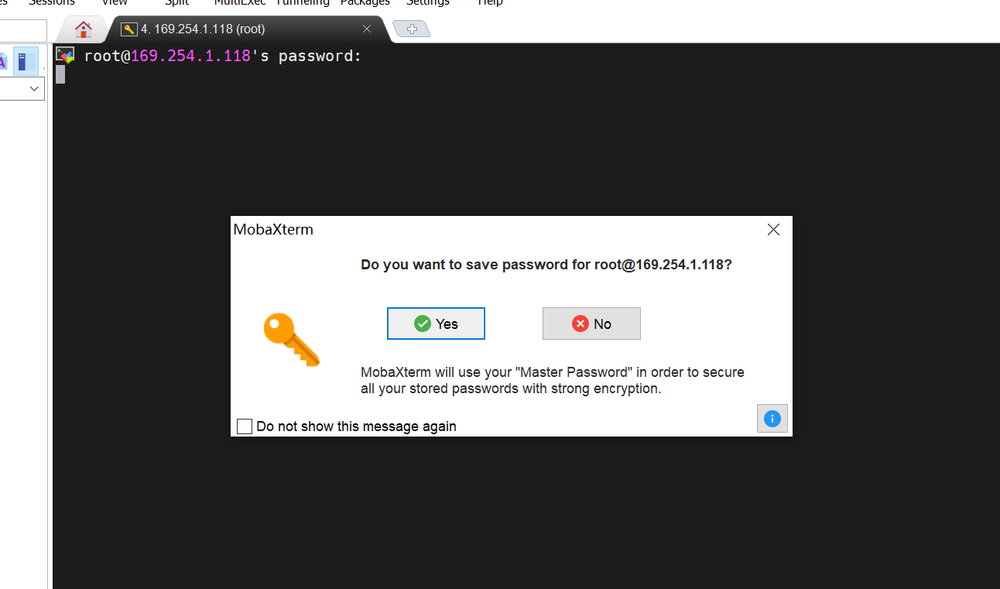 Sessions View Split MultiExec Tunneling Packages Settings Help
4. 169.254.1.118 (root)
root@169.254.1.118's password:
MobaXterm
Do you want to save password for root@169.254.1.118?
Yes No
MobaXterm will use your "Master Password" in order to secure
all your stored passwords with strong encryption.
Do not show this message again